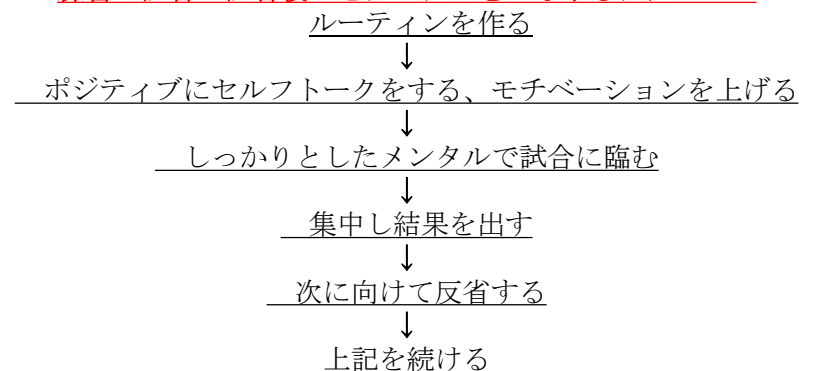 ルーティンを作る
↓
ポジティブにセルフトークをする、モチベーションを上げる
↓
しっかりとしたメンタルで試合に臨む
↓
集中し結果を出す
↓
次に向けて反省する
↓
上記を続ける